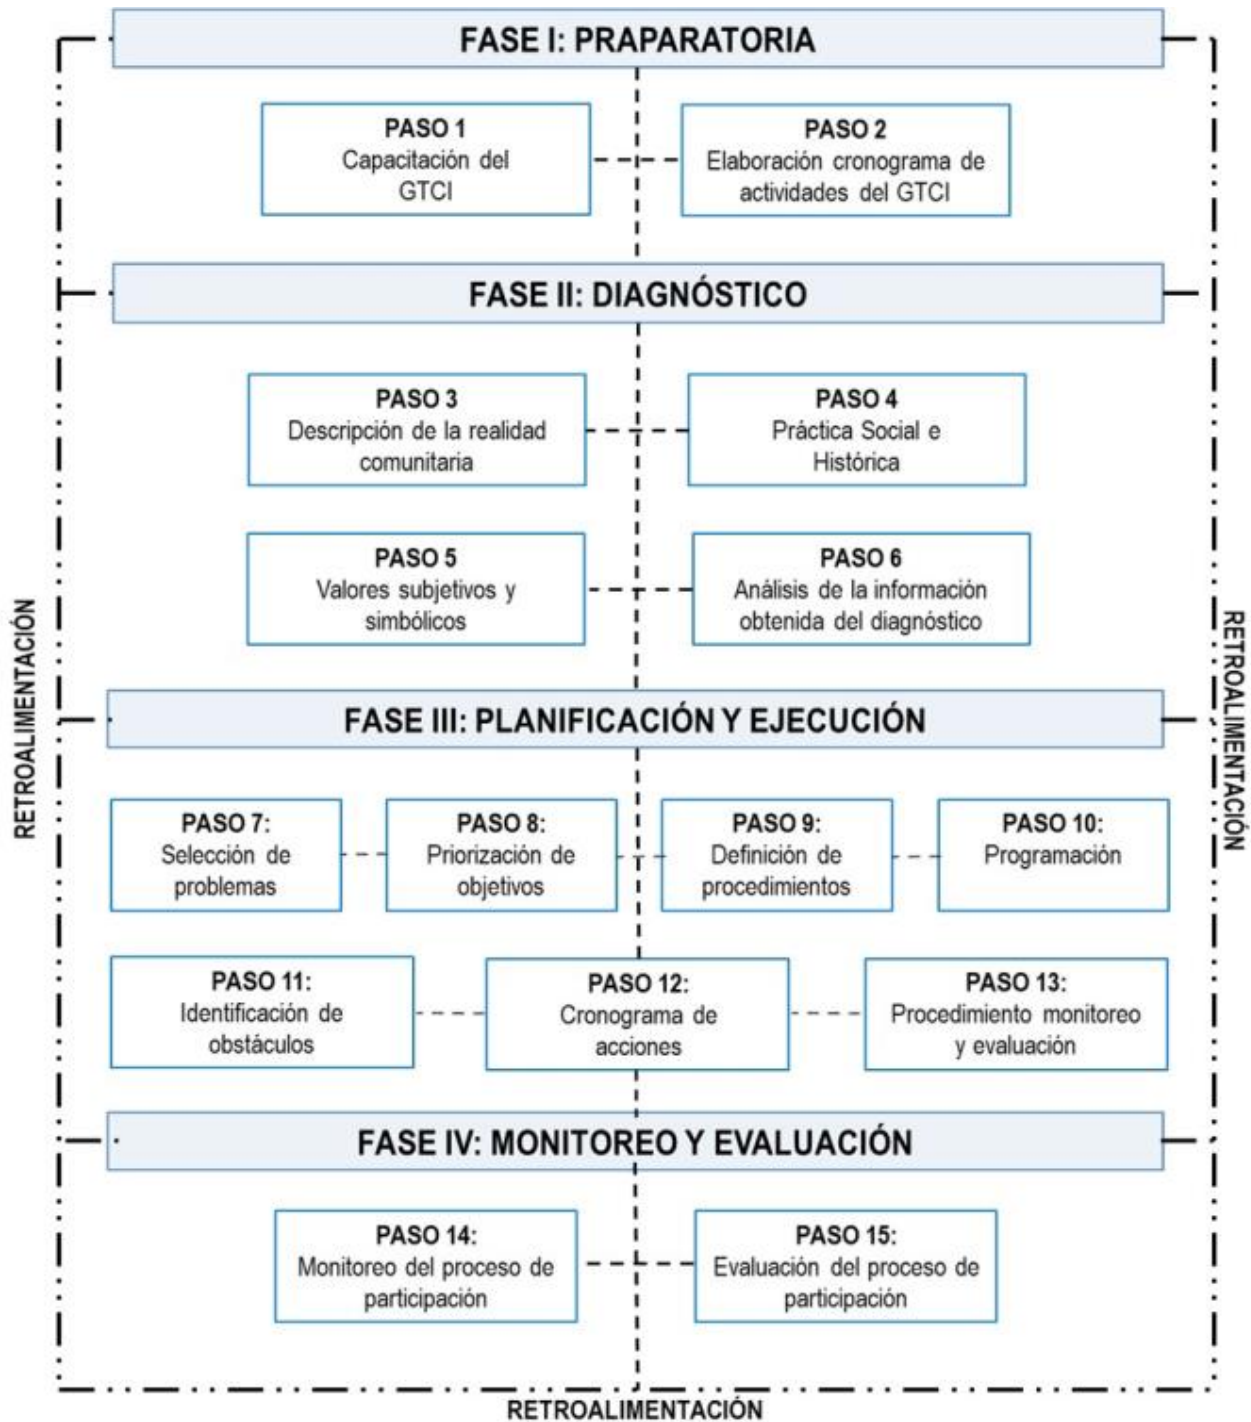 FASE I: PRAPARATORIA
PASO 1
Capacitación del
GTCI
PASO 2
Elaboración cronograma de
actividades del GTCI
FASE II: DIAGNÓSTICO
PASO 3
Descripción de la realidad
comunitaria
PASO 4
Práctica Social e
Histórica
PASO 5
Valores subjetivos y
simbólicos
PASO 6
Análisis de la información
obtenida del diagnóstico
RETROALIMENTACIÓN
RETROALIMENTACIÓN
FASE III: PLANIFICACIÓN Y EJECUCIÓN
PASO 7:
Selección de
problemas
PASO 8:
Priorización de
objetivos
PASO 9:
Definición de
procedimientos
PASO 10:
Programación
PASO 11:
Identificación de
obstáculos
PASO 12:
Cronograma de
acciones
PASO 13:
Procedimiento monitoreo
y evaluación
FASE IV: MONITOREO Y EVALUACIÓN
PASO 14:
Monitoreo del proceso de
participación
PASO 15:
Evaluación del proceso de
participación
RETROALIMENTACIÓN